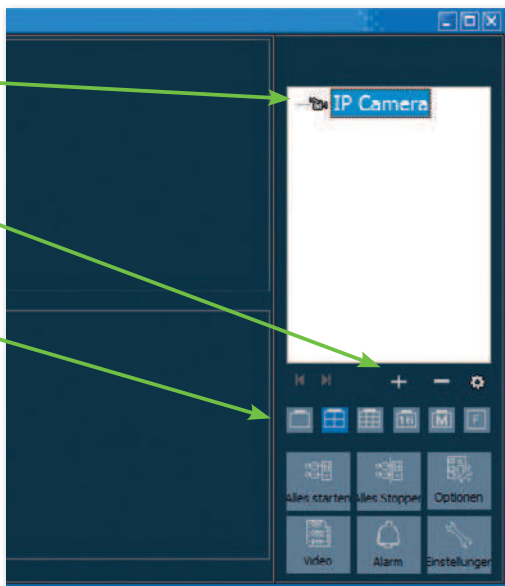 IP Camera
16 M F
Alles starten Alles Stoppen Optionen
Video Alarm Einstellungen